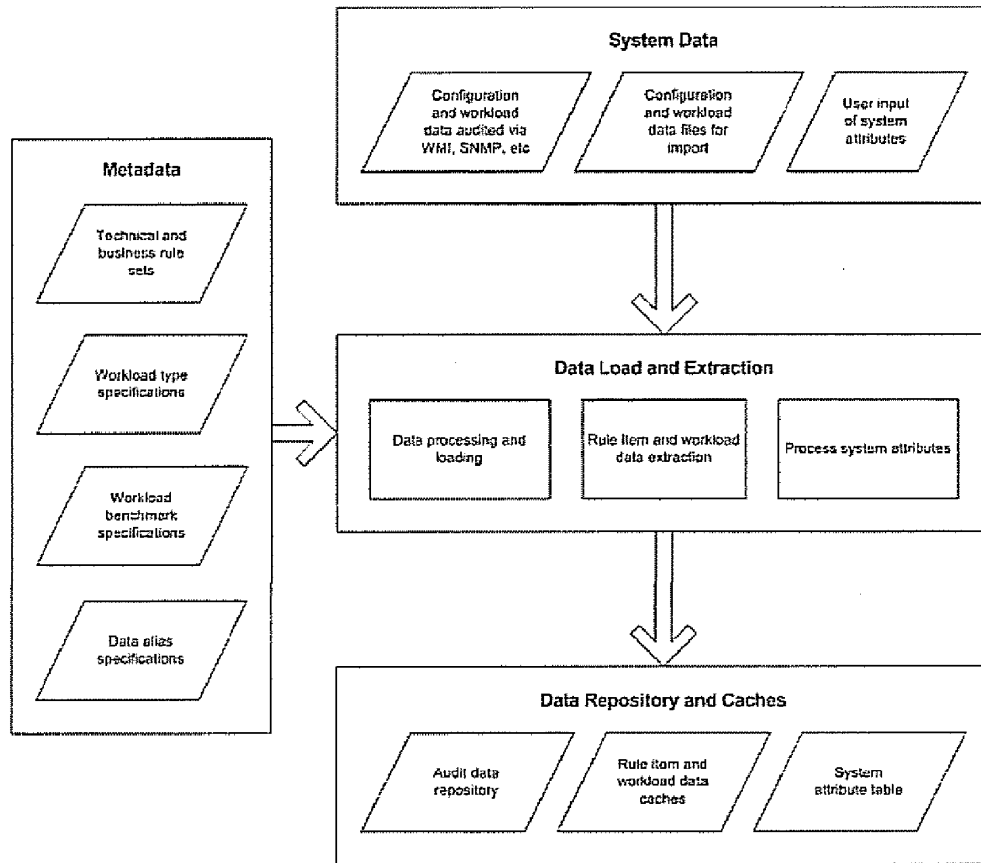 System Data
Configuration
and workload
data audited via
WMI, SNMP, etc
Configuration
and workload
data files for
import
User input
of system
attributes
Metadata
Technical and
business rule
sets
Workload type
specifications
Workload
benchmark
specifications
Data alias
specifications
Data Load and Extraction
Data processing and
loading
Rule item and workload
data extraction
Process system attributes
Data Repository and Caches
Audit data
repository
Rule item and
workload data
caches
System
attribute table